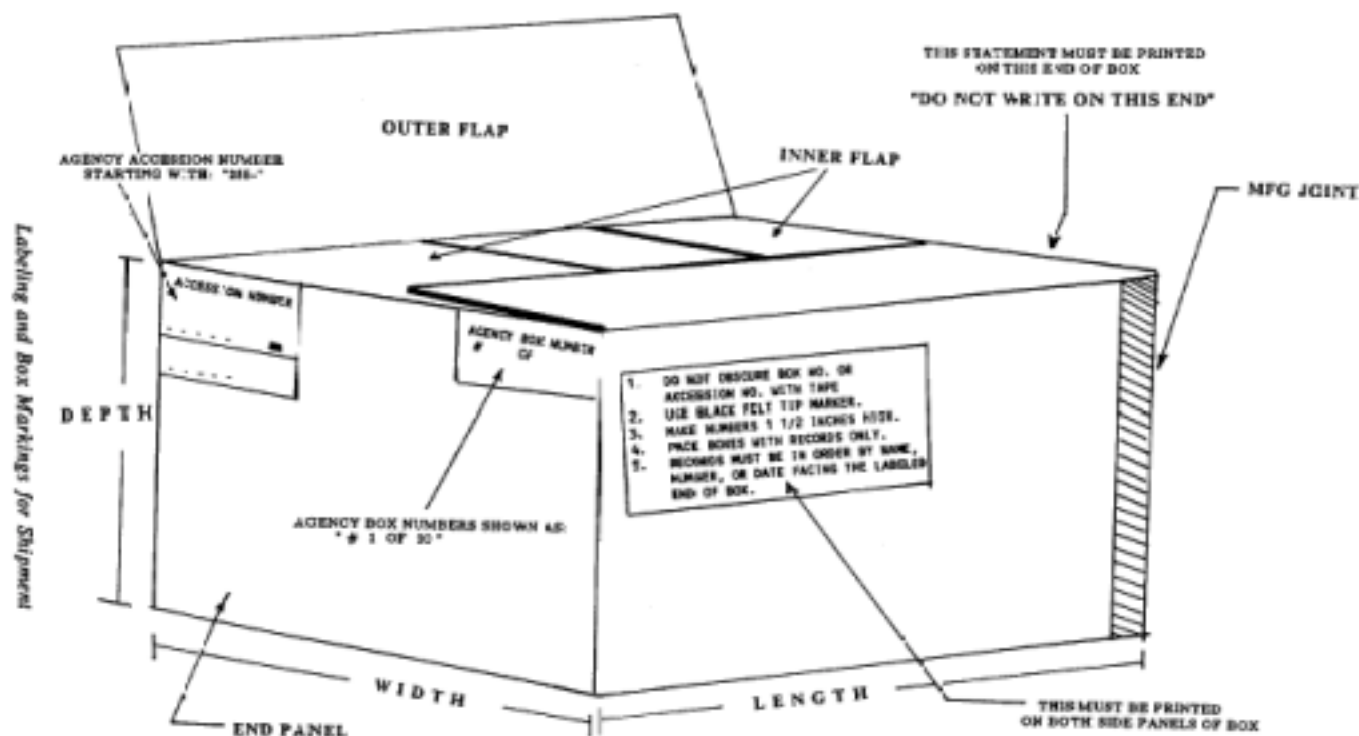 THIS STATEMENT MUST BE PRINTED
ON THIS END OF BOX
"DO NOT WRITE ON THIS END"
OUTER FLAP
INNER FLAP
AGENCY ACCESSION NUMBER
STARTING WITH:
MFG JOINT
Labeling and Box Markings for Shipment
ACCESSION NUMBER
AGENCY BOX NUMBER
# OF
DEPTH
1. DO NOT OBSCURE BOX NO. OR
ACCESSION NO. WITH TAPE
2. USE BLACK FELT TIP MARKER.
3. MAKE NUMBERS 1 1/2 INCHES HIGH.
4. PACK BOXES WITH RECORDS ONLY.
5. RECORDS MUST BE IN ORDER BY NAME,
NUMBER, OR DATE FACING THE LABELED
END OF BOX.
AGENCY BOX NUMBERS SHOWN AS:
" # 1 OF
WIDTH
LENGTH
END PANEL
THIS MUST BE PRINTED
ON BOTH SIDE PANELS OF BOX